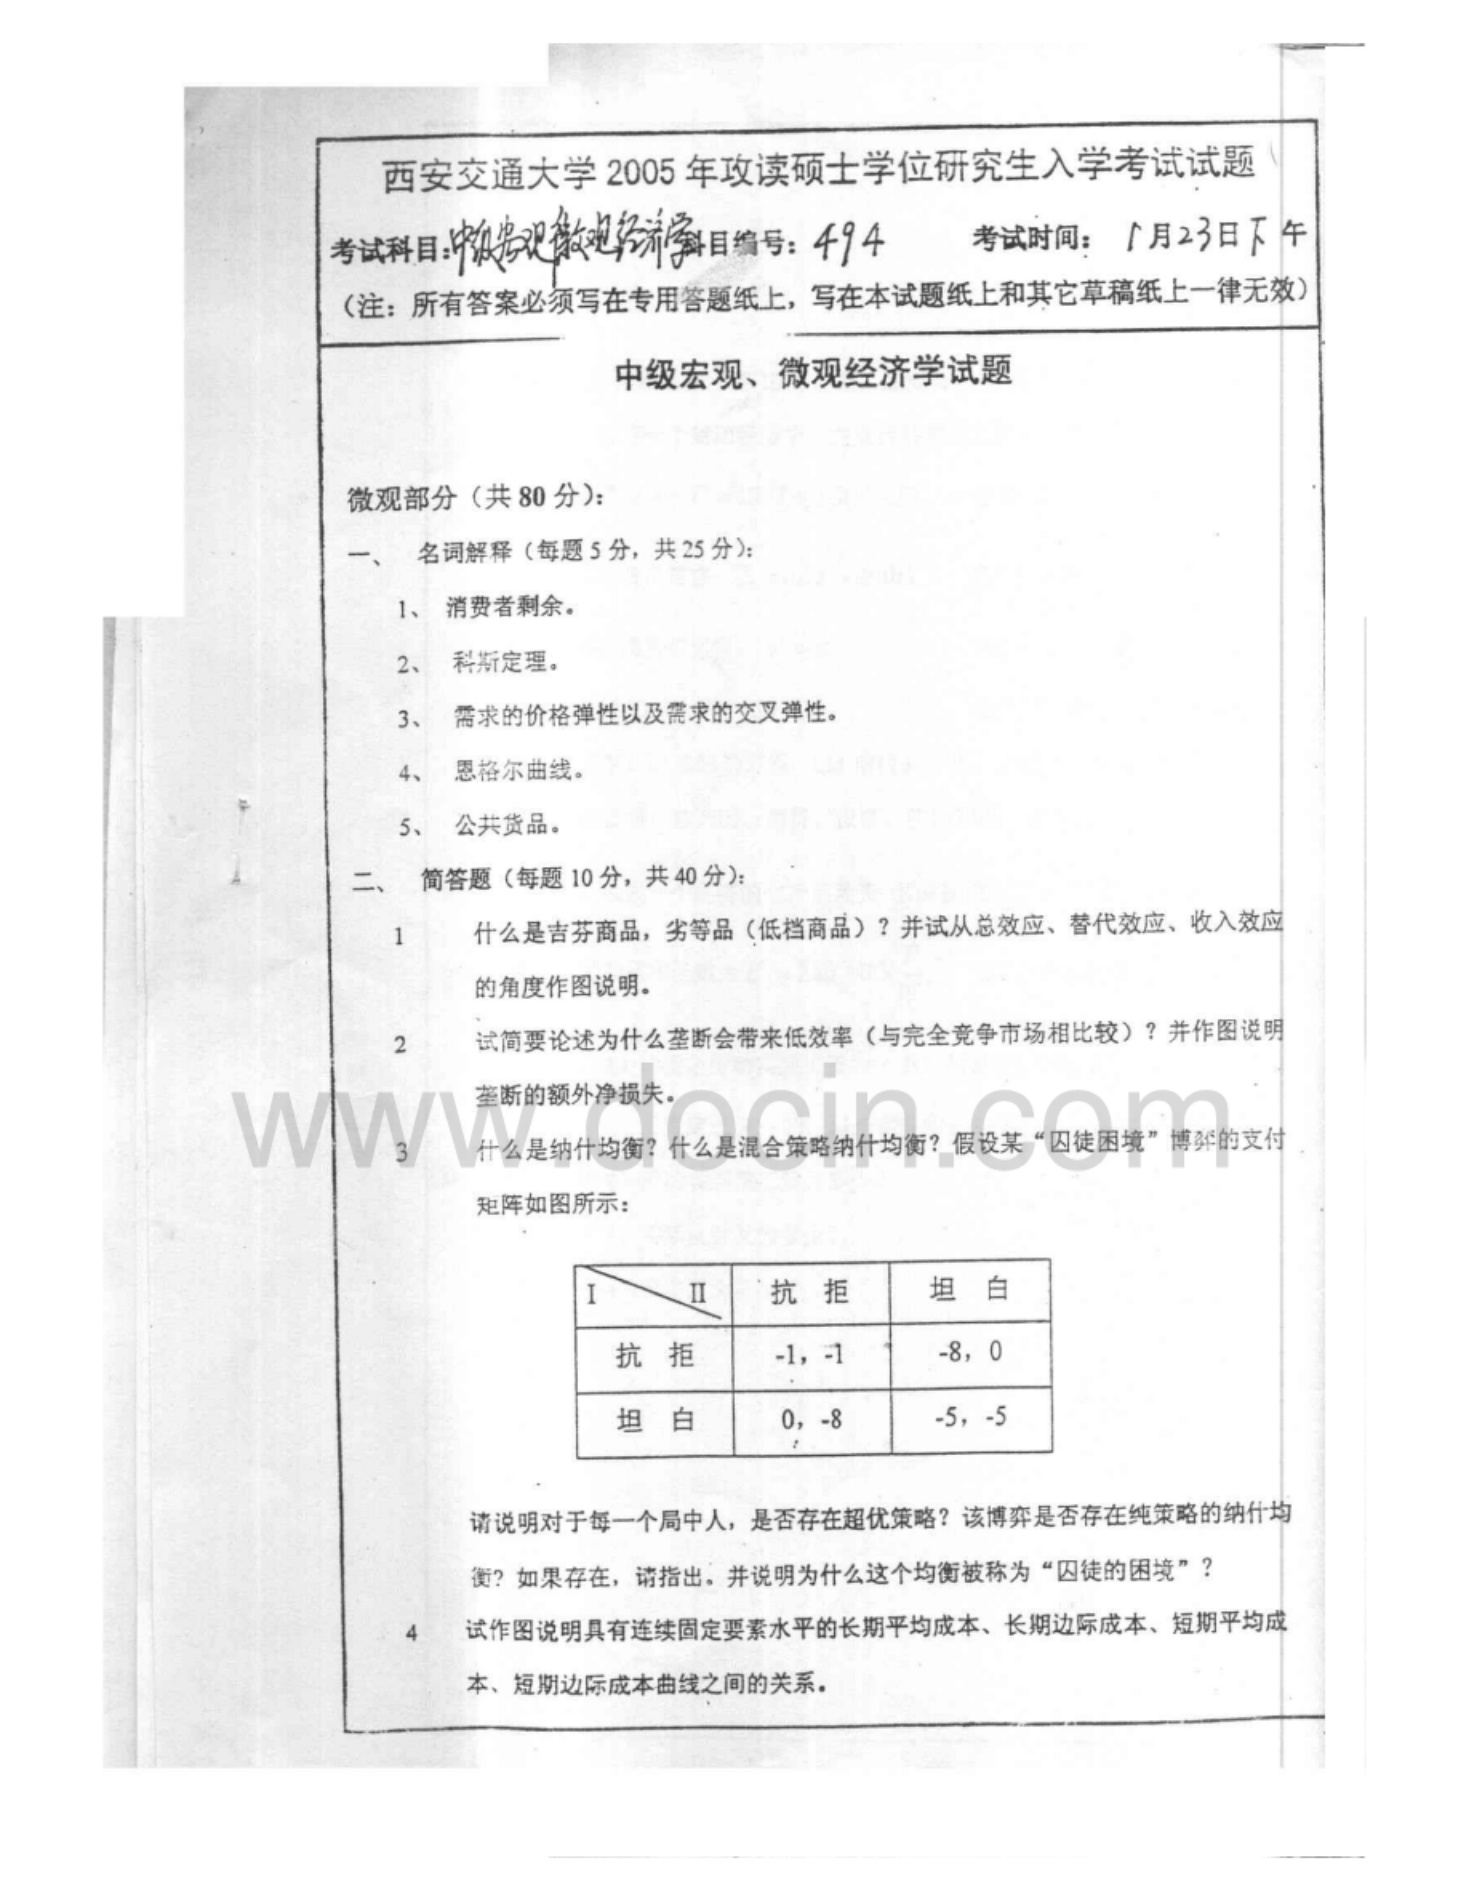 西安交通大学 2005 年攻读硕士学位研究生入学考试试题
考试科目:中级宏观微观经济学 科目编号: 494 考试时间: 1月23日下午
(注: 所有答案必须写在专用答题纸上, 写在本试题纸上和其它草稿纸上一律无效)
中级宏观、微观经济学试题
微观部分(共 80 分):
一、 名词解释(每题 5 分, 共 25 分):
1、 消费者剩余。
2、 科斯定理。
3、 需求的价格弹性以及需求的交叉弹性。
4、 恩格尔曲线。
5、 公共货品。
二、 简答题(每题 10 分, 共 40 分):
1 什么是吉芬商品, 劣等品(低档商品)? 并试从总效应、替代效应、收入效应
的角度作图说明。
2 试简要论述为什么垄断会带来低效率(与完全竞争市场相比较)? 并作图说明
垄断的额外净损失。
www.docin.com
3 什么是纳什均衡? 什么是混合策略纳什均衡? 假设某“囚徒困境”博弈的支付
矩阵如图所示:
I II 抗 拒 坦 白
抗 拒 -1, -1 -8, 0
坦 白 0, -8 -5, -5
请说明对于每一个局中人, 是否存在超优策略? 该博弈是否存在纯策略的纳什均
衡? 如果存在, 请指出。并说明为什么这个均衡被称为“囚徒的困境”?
4 试作图说明具有连续固定要素水平的长期平均成本、长期边际成本、短期平均成
本、短期边际成本曲线之间的关系。